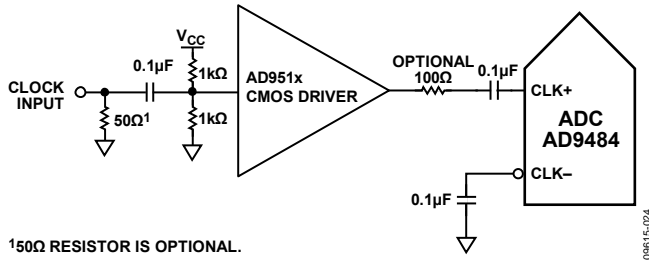 V_CC
0.1µF
1kΩ
CLOCK
INPUT
50Ω¹
1kΩ
AD951x
CMOS DRIVER
OPTIONAL
100Ω
0.1µF
CLK+
ADC
AD9484
CLK–
0.1µF
¹50Ω RESISTOR IS OPTIONAL.
09615-024